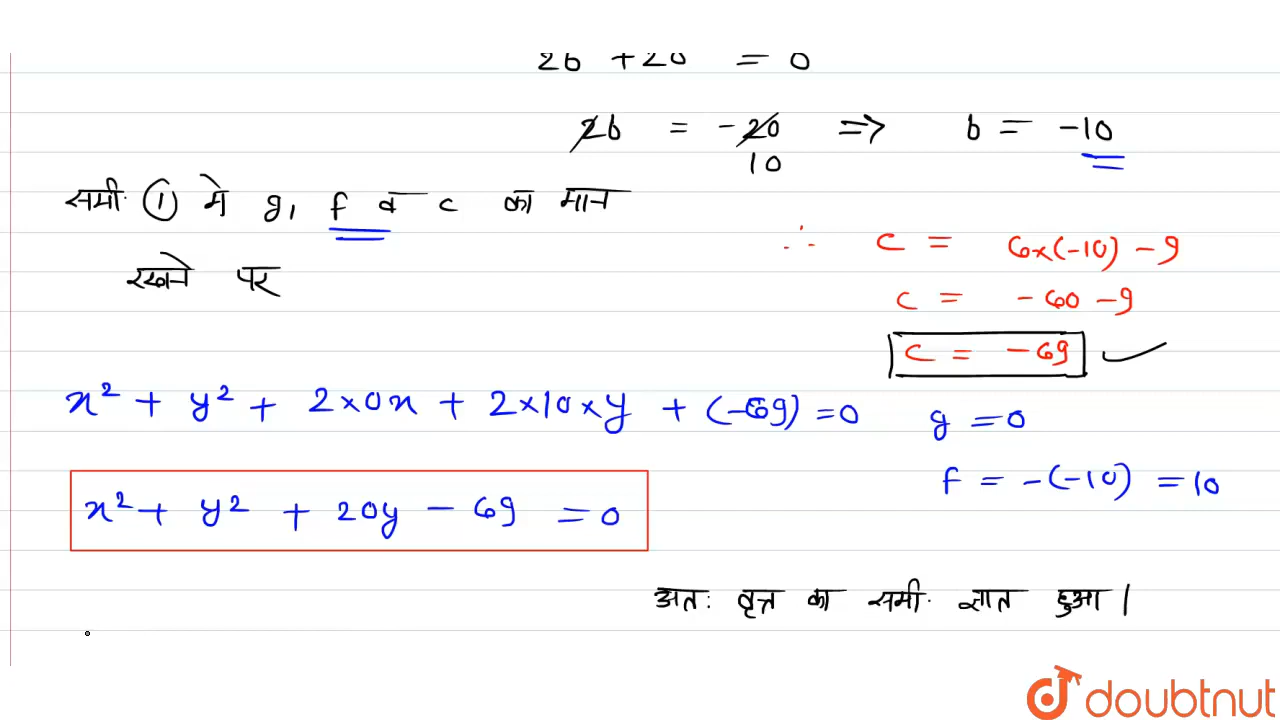 2b + 20 = 0
2b = -20 => b = -10
10
समी. ① में g, f व c का मान
रखने पर
∴ c = 6×(-10) - 9
c = -60 - 9
c = -69 ✓
x² + y² + 2×0x + 2×10×y + (-69) = 0
g = 0
f = -(-10) = 10
x² + y² + 20y - 69 = 0
अतः वृत्त का समी. ज्ञात हुआ |
doubtnut